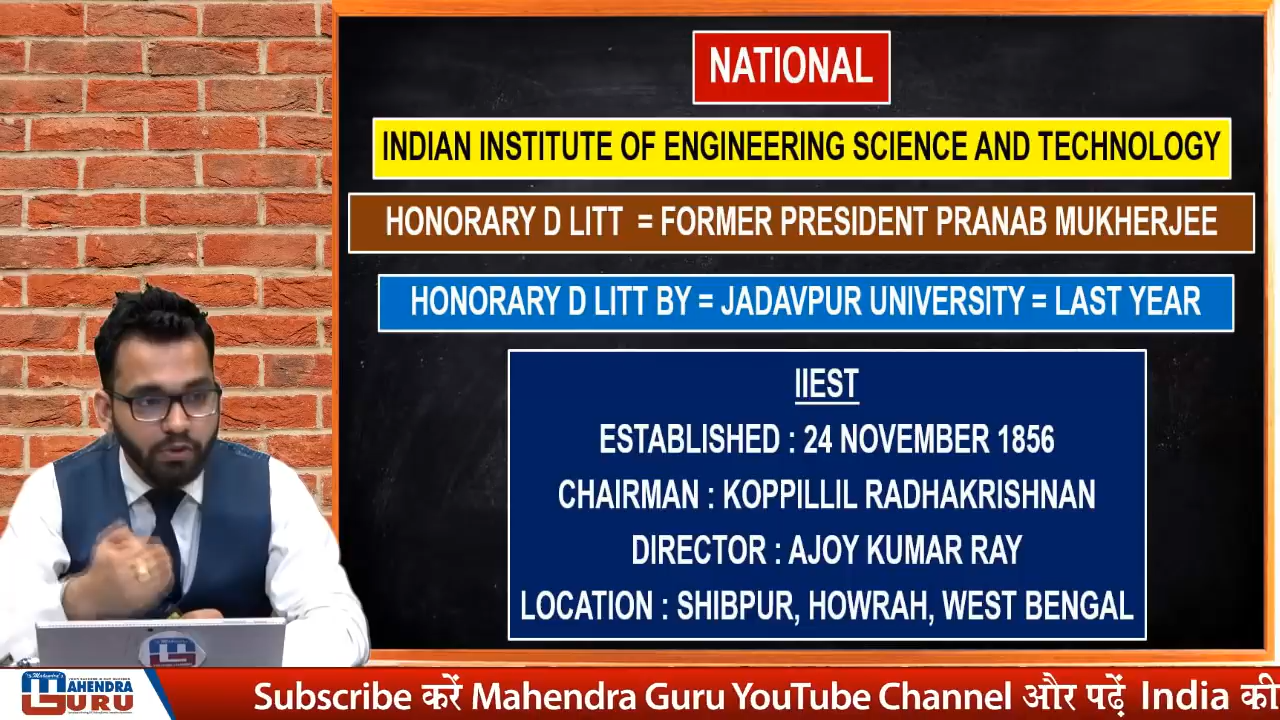 NATIONAL
INDIAN INSTITUTE OF ENGINEERING SCIENCE AND TECHNOLOGY
HONORARY D LITT = FORMER PRESIDENT PRANAB MUKHERJEE
HONORARY D LITT BY = JADAVPUR UNIVERSITY = LAST YEAR
IIEST
ESTABLISHED : 24 NOVEMBER 1856
CHAIRMAN : KOPPILLIL RADHAKRISHNAN
DIRECTOR : AJOY KUMAR RAY
LOCATION : SHIBPUR, HOWRAH, WEST BENGAL
MAHENDRA
GURU
Subscribe करें Mahendra Guru YouTube Channel और पढ़ें India की